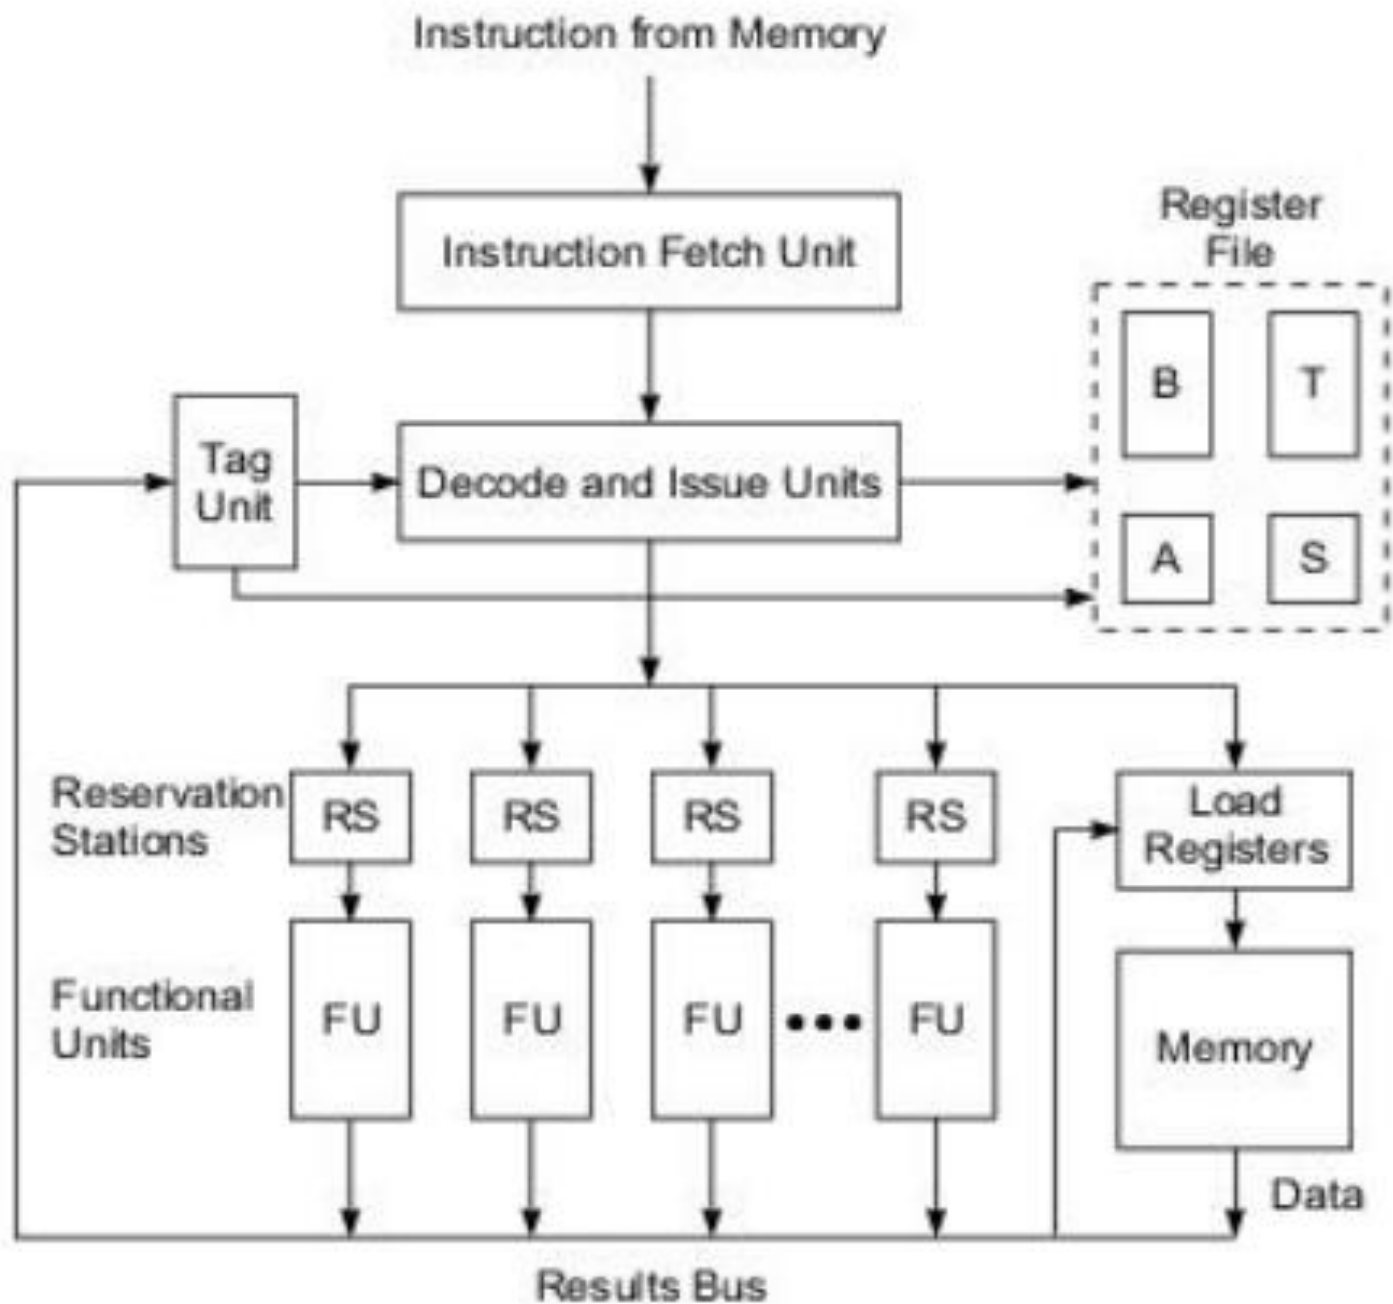 Instruction from Memory
Instruction Fetch Unit
Register
File
B
T
Tag
Unit
Decode and Issue Units
A
S
Reservation
Stations
RS
RS
RS
RS
Load
Registers
Functional
Units
FU
FU
FU
FU
Memory
Data
Results Bus